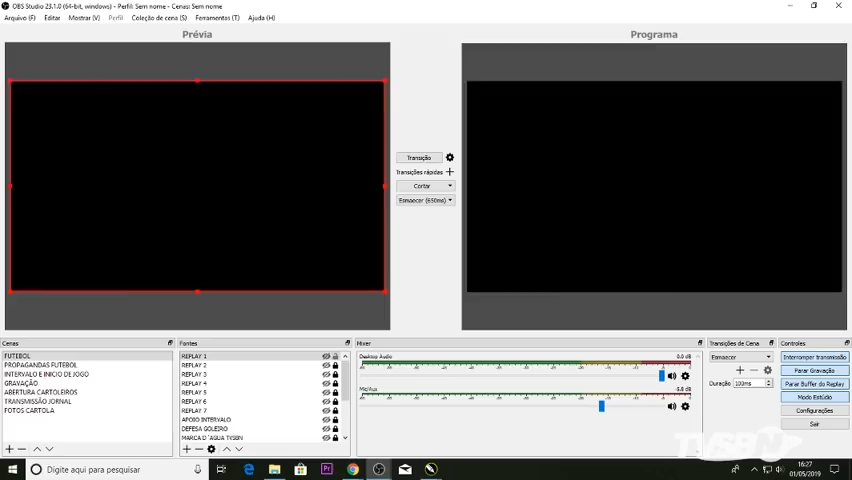 OBS Studio 23.1.0 (64-bit, windows) - Perfil: Sem nome - Cenas: Sem nome
Arquivo (F) Editar Mostrar (V) Perfil Coleção de cena (S) Ferramentas (T) Ajuda (H)
Prévia
Programa
Transição
Transições rápidas
Cortar
Esmaecer (650ms)
Cenas
FUTEBOL
PROPAGANDAS FUTEBOL
INTERVALO E INICIO DE JOGO
GRAVAÇÃO
ABERTURA CARTOLEIROS
TRANSMISSÃO JORNAL
FOTOS CARTOLA
Fontes
REPLAY 1
REPLAY 2
REPLAY 3
REPLAY 4
REPLAY 5
REPLAY 6
REPLAY 7
APOIO INTERVALO
DEFESA GOLEIRO
MARCA D´AGUA TVSBN
Mixer
Desktop Audio 0.0 dB
Mic/Aux -5.8 dB
Transições de Cena
Esmaecer
Duração 100ms
Controles
Interromper transmissão
Parar Gravação
Parar Buffer do Replay
Modo Estúdio
Configurações
Sair
TVSBN
Digite aqui para pesquisar
16:27
01/05/2019